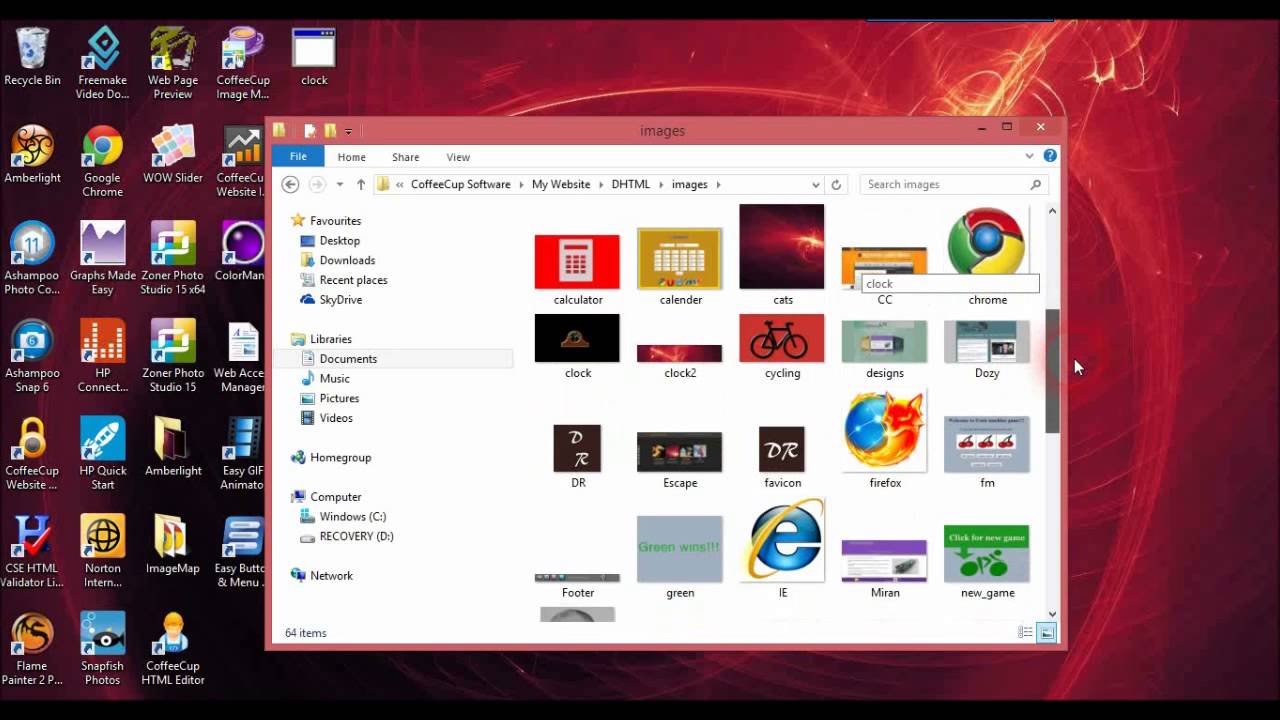 Recycle Bin
Freemake
Video Do...
Web Page
Preview
CoffeeCup
Image M...
clock
Amberlight
Google
Chrome
WOW Slider
CoffeeCup
Website I...
Ashampoo
Photo Co...
Graphs Made
Easy
Zoner Photo
Studio 15 x64
ColorMan
Ashampoo
Snap 6
HP
Connect...
Zoner Photo
Studio 15
Web Acce
Manager
CoffeeCup
Website ...
HP Quick
Start
Amberlight
Easy GIF
Animato
CSE HTML
Validator Li...
Norton
Intern...
ImageMap
Easy Butto
& Menu .
Flame
Painter 2 P...
Snapfish
Photos
CoffeeCup
HTML Editor
images
File Home Share View
« CoffeeCup Software My Website DHTML images
Search images
Favourites
Desktop
Downloads
Recent places
SkyDrive
Libraries
Documents
Music
Pictures
Videos
Homegroup
Computer
Windows (C:)
RECOVERY (D:)
Network
calculator
calender
cats
CC
chrome
clock
clock
clock2
cycling
designs
Dozy
D
R
DR
Escape
DR
favicon
firefox
fm
Footer
Green wins!!!
green
IE
Miran
Click for new game
new_game
64 items